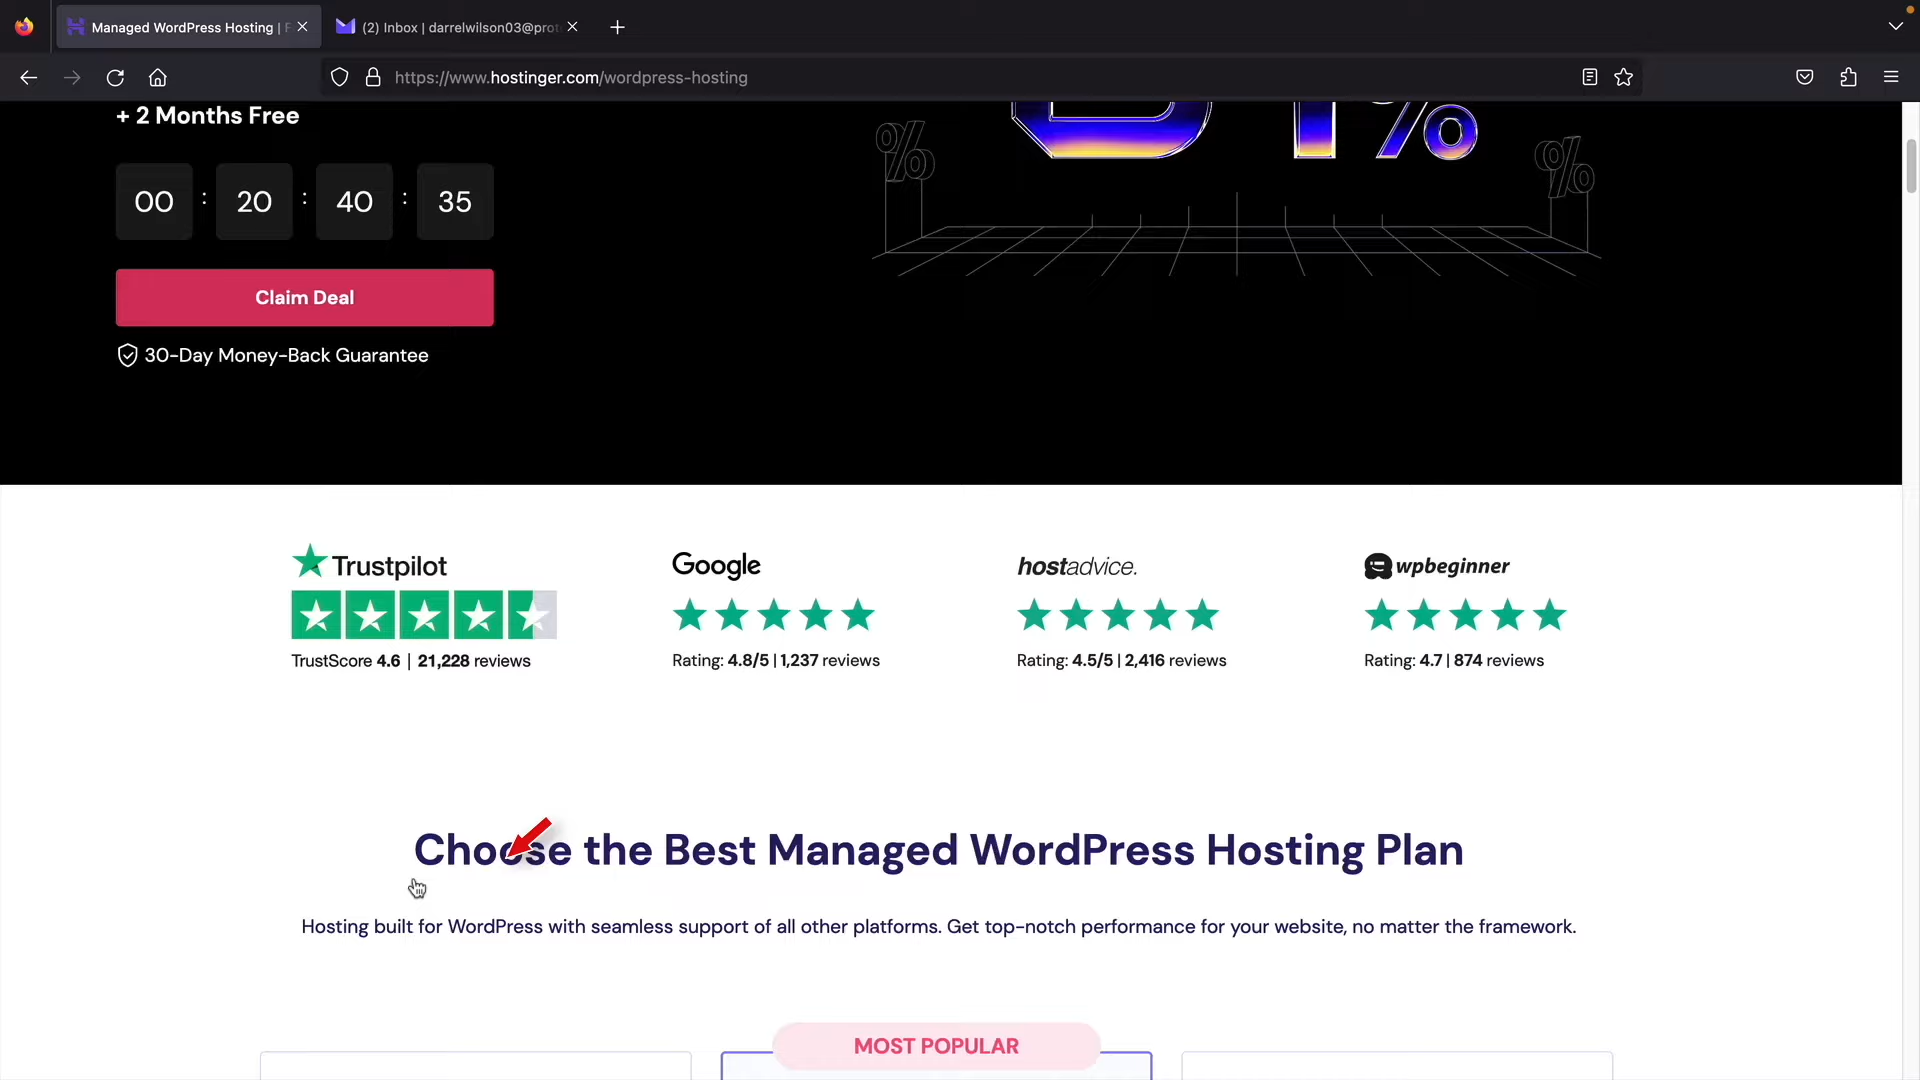 Managed WordPress Hosting |
(2) Inbox | darrelwilson03@prot
https://www.hostinger.com/wordpress-hosting
+ 2 Months Free
%
%
%
00 : 20 : 40 : 35
Claim Deal
30-Day Money-Back Guarantee
Trustpilot
TrustScore 4.6 | 21,228 reviews
Google
Rating: 4.8/5 | 1,237 reviews
hostadvice.
Rating: 4.5/5 | 2,416 reviews
wpbeginner
Rating: 4.7 | 874 reviews
Choose the Best Managed WordPress Hosting Plan
Hosting built for WordPress with seamless support of all other platforms. Get top-notch performance for your website, no matter the framework.
MOST POPULAR